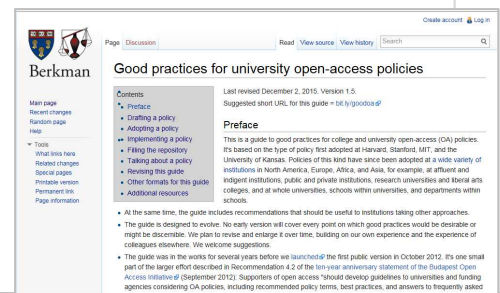 Create account Log in
Page Discussion Read View source View history Search
Berkman
Good practices for university open-access policies
Main page
Recent changes
Random page
Help
Tools
What links here
Related changes
Special pages
Printable version
Permanent link
Page information
Contents
Preface
Drafting a policy
Adopting a policy
Implementing a policy
Filling the repository
Talking about a policy
Revising this guide
Other formats for this guide
Additional resources
Last revised December 2, 2015. Version 1.5.
Suggested short URL for this guide = bit.ly/goodoa
Preface
This is a guide to good practices for college and university open-access (OA) policies.
It's based on the type of policy first adopted at Harvard, Stanford, MIT, and the
University of Kansas. Policies of this kind have since been adopted at a wide variety of
institutions in North America, Europe, Africa, and Asia, for example, at affluent and
indigent institutions, public and private institutions, research universities and liberal arts
colleges, and at whole universities, schools within universities, and departments within
schools.
• At the same time, the guide includes recommendations that should be useful to institutions taking other approaches.
• The guide is designed to evolve. No early version will cover every point on which good practices would be desirable or
might be discernible. We plan to revise and enlarge it over time, building on our own experience and the experience of
colleagues elsewhere. We welcome suggestions.
• The guide was in the works for several years before we launched the first public version in October 2012. It's one small
part of the larger effort described in Recommendation 4.2 of the ten-year anniversary statement of the Budapest Open
Access Initiative (September 2012): Supporters of open access "should develop guidelines to universities and funding
agencies considering OA policies, including recommended policy terms, best practices, and answers to frequently asked